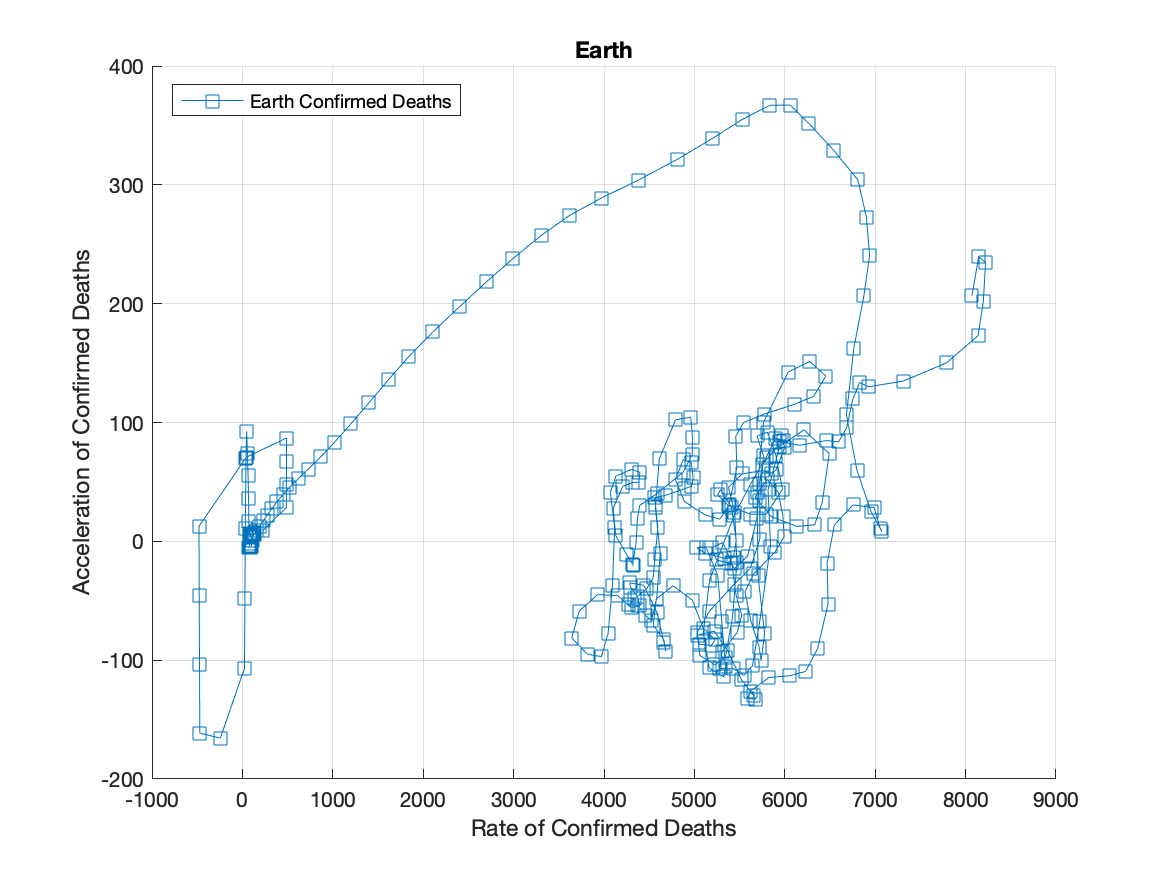 Earth
Earth Confirmed Deaths
400
300
200
100
0
-100
-200
-1000 0 1000 2000 3000 4000 5000 6000 7000 8000 9000
Rate of Confirmed Deaths
Acceleration of Confirmed Deaths